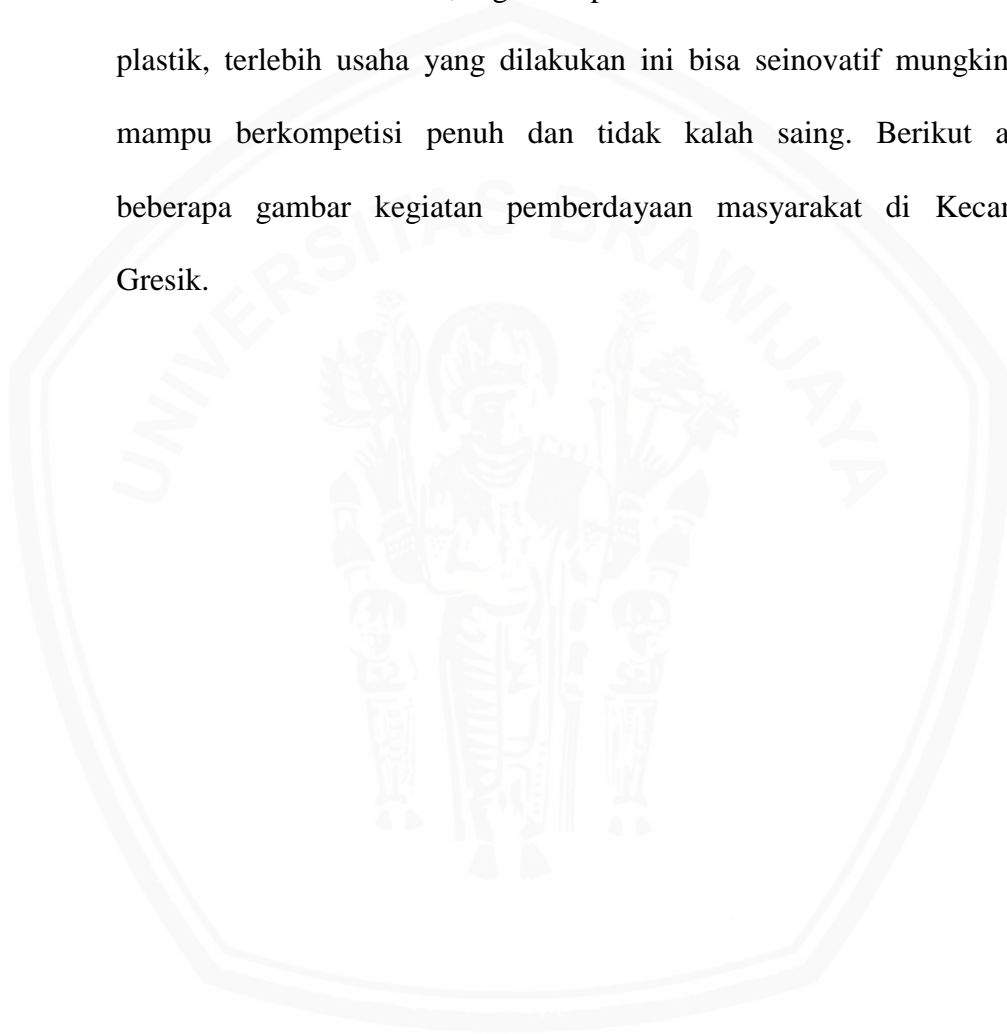 plastik, terlebih usaha yang dilakukan ini bisa seinovatif mungkin
mampu berkompetisi penuh dan tidak kalah saing. Berikut a
beberapa gambar kegiatan pemberdayaan masyarakat di Kecam
Gresik.
UNIVERSITAS BRAWIJAYA